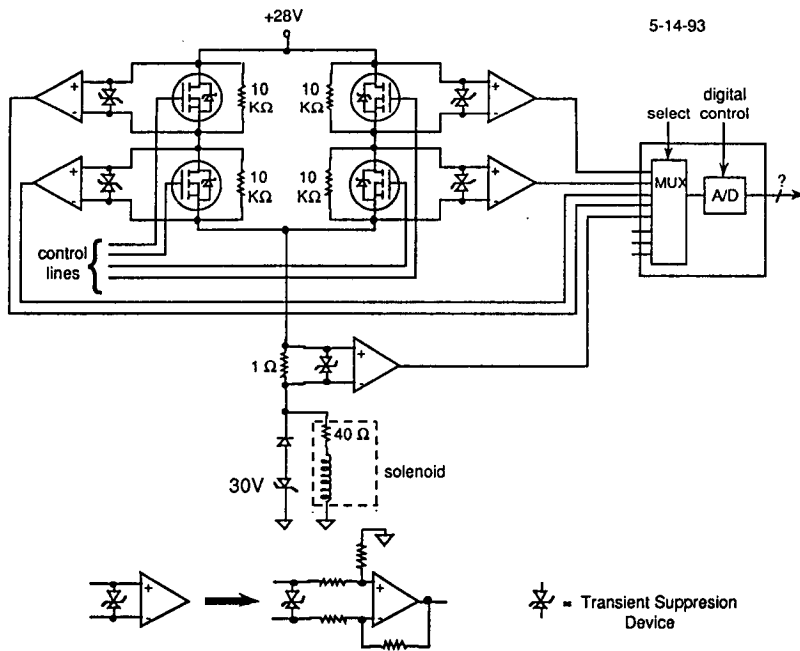 5-14-93
+28V
digital
control
select
+
-
10
KΩ
10
KΩ
+
-
MUX
A/D
?
+
-
10
KΩ
10
KΩ
+
-
control
lines
1 Ω
+
-
40 Ω
30V
solenoid
+
-
+
-
= Transient Suppresion
Device